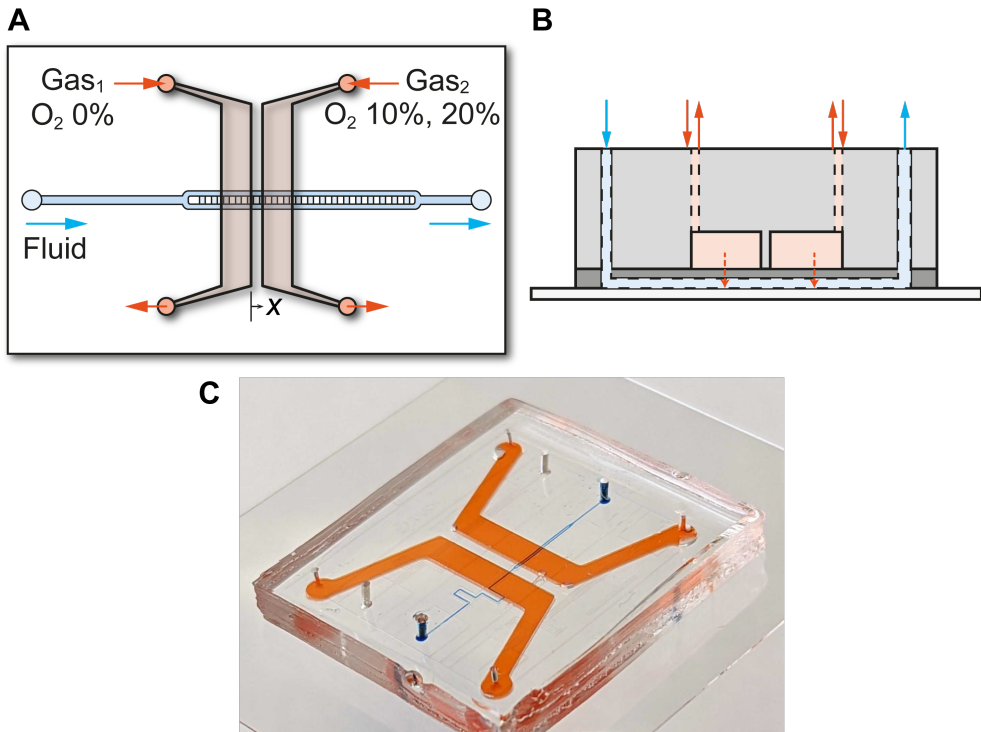 A
Gas₁
O₂ 0%
Gas₂
O₂ 10%, 20%
Fluid
x
B
C